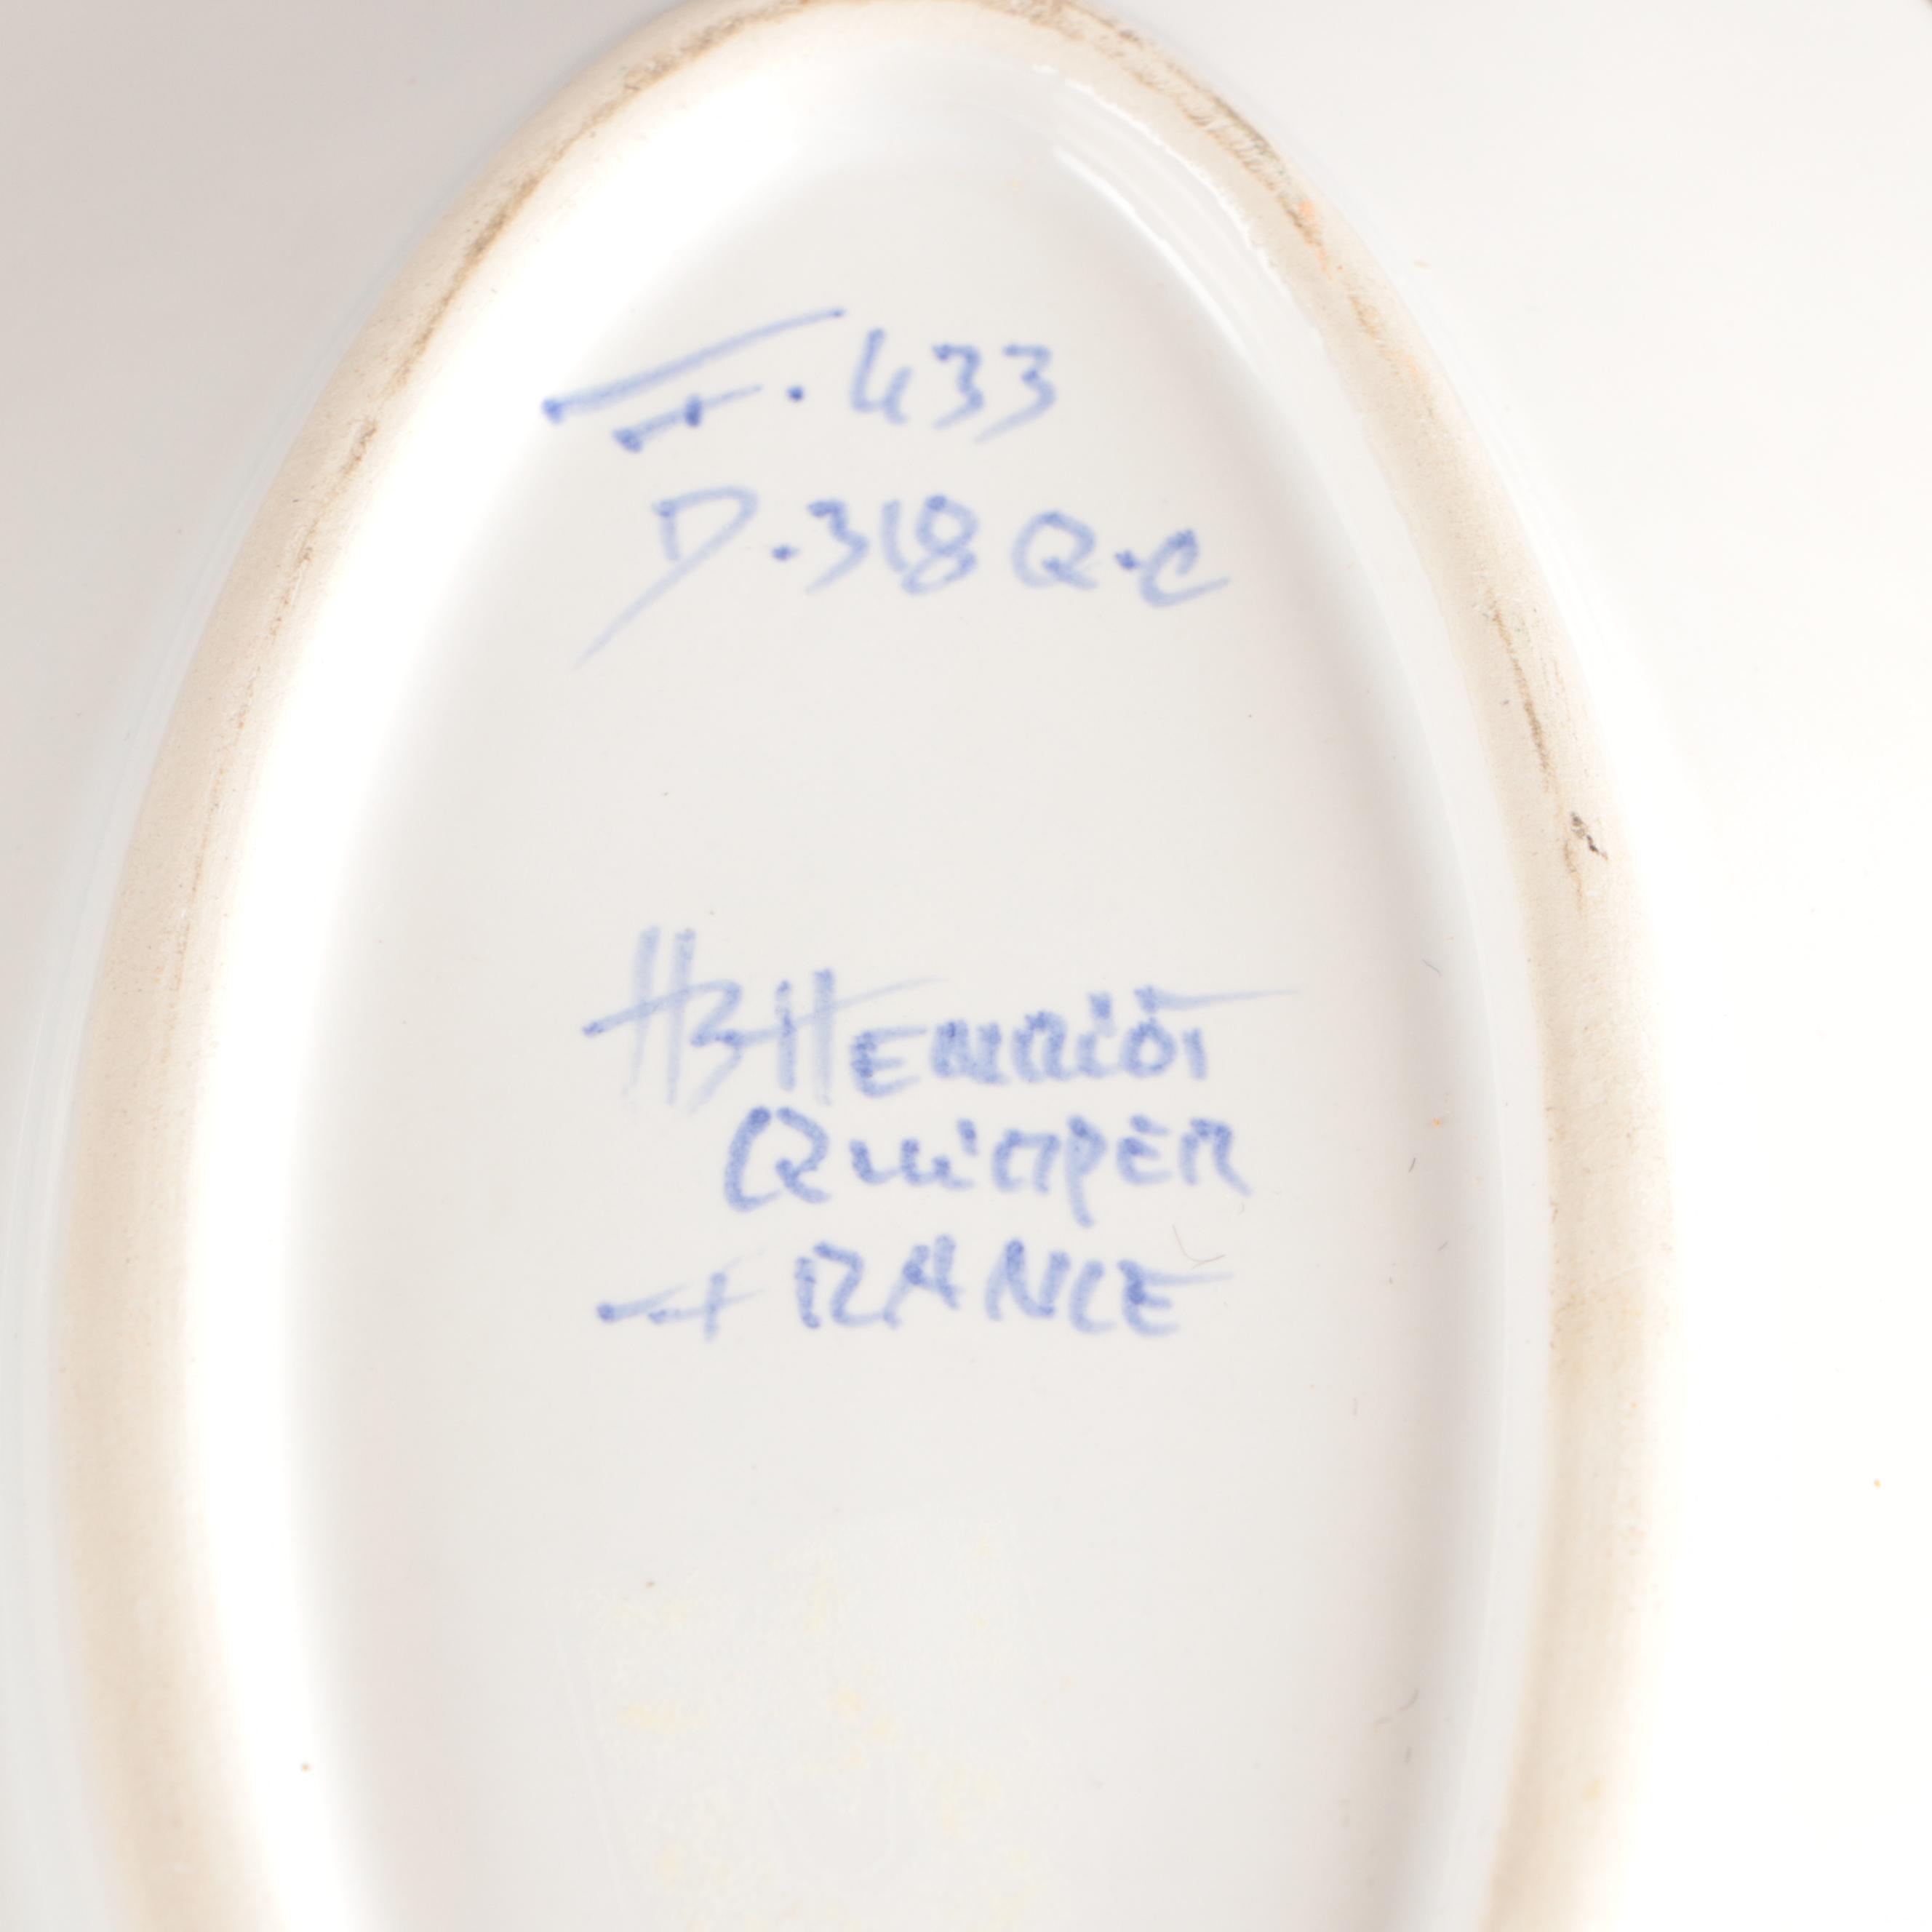 F.433
D.318 Q.C
HB HENRIOT
QUIMPER
FRANCE